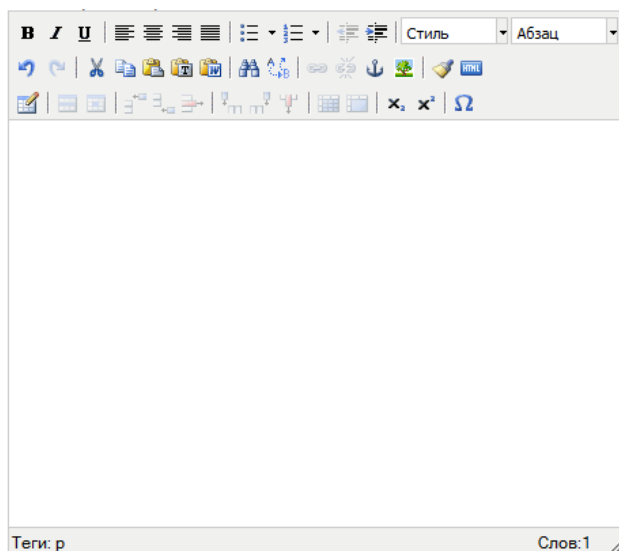 B I U Стиль Абзац
A B HTML
T W
x₂ x² Ω
Теги: p Слов:1